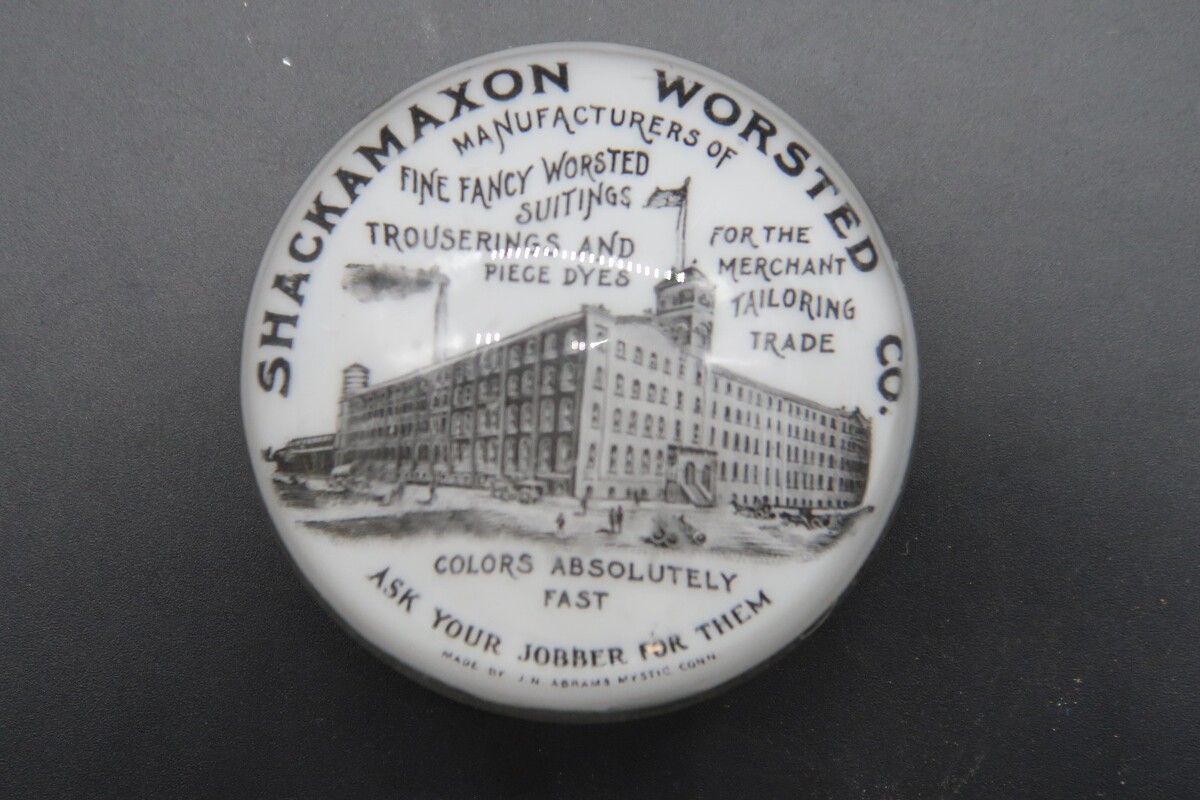 SHACKAMAXON WORSTED CO.
MANUFACTURERS OF
FINE FANCY WORSTED
SUITINGS
TROUSERINGS AND
PIECE DYES
FOR THE
MERCHANT
TAILORING
TRADE
COLORS ABSOLUTELY
FAST
ASK YOUR JOBBER FOR THEM
MADE BY J.N. ABRAMS MYSTIC CONN.